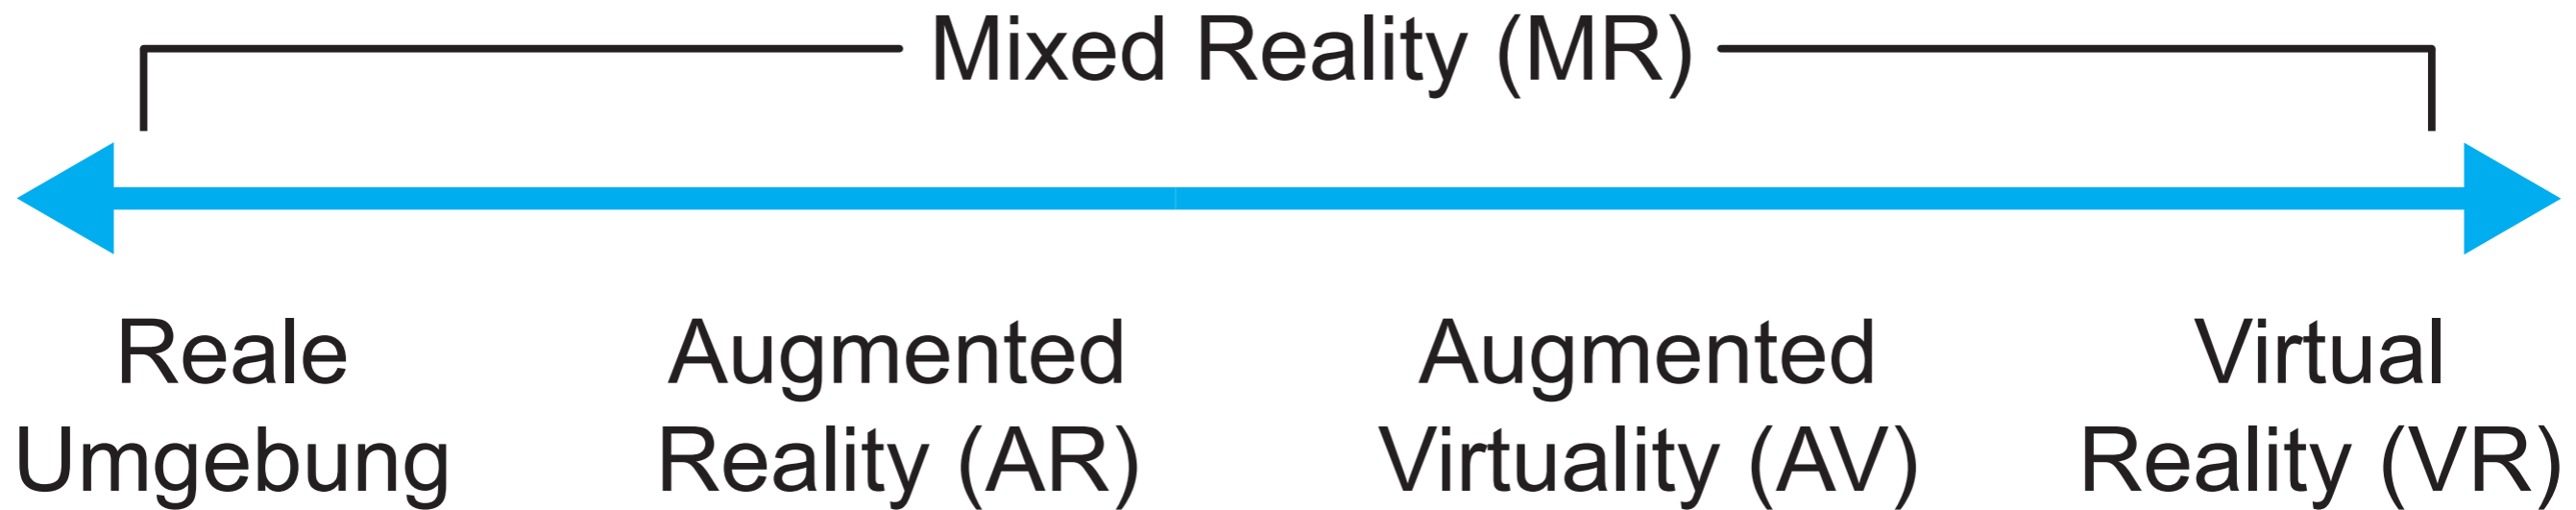 Mixed Reality (MR)
Reale Umgebung
Augmented Reality (AR)
Augmented Virtuality (AV)
Virtual Reality (VR)